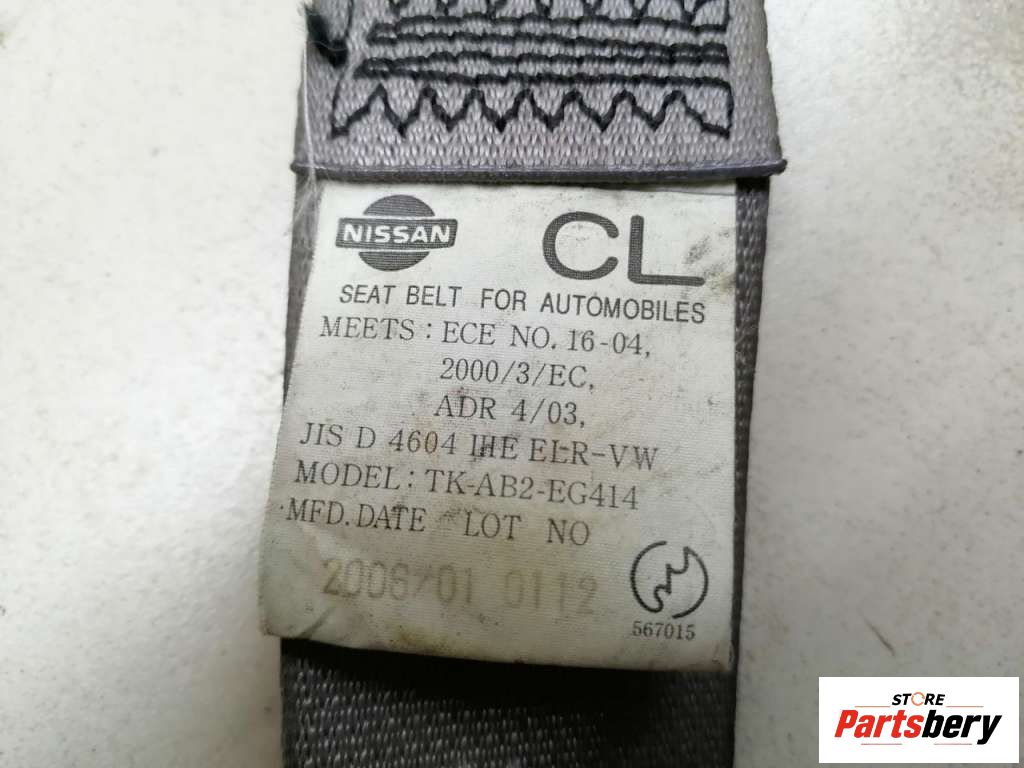 NISSAN
CL
SEAT BELT FOR AUTOMOBILES
MEETS : ECE NO. 16-04,
2000/3/EC,
ADR 4/03,
JIS D 4604 IHE ELR-VW
MODEL : TK-AB2-EG414
MFD. DATE LOT NO
2006/01 0112
567015
STORE
Partsbery